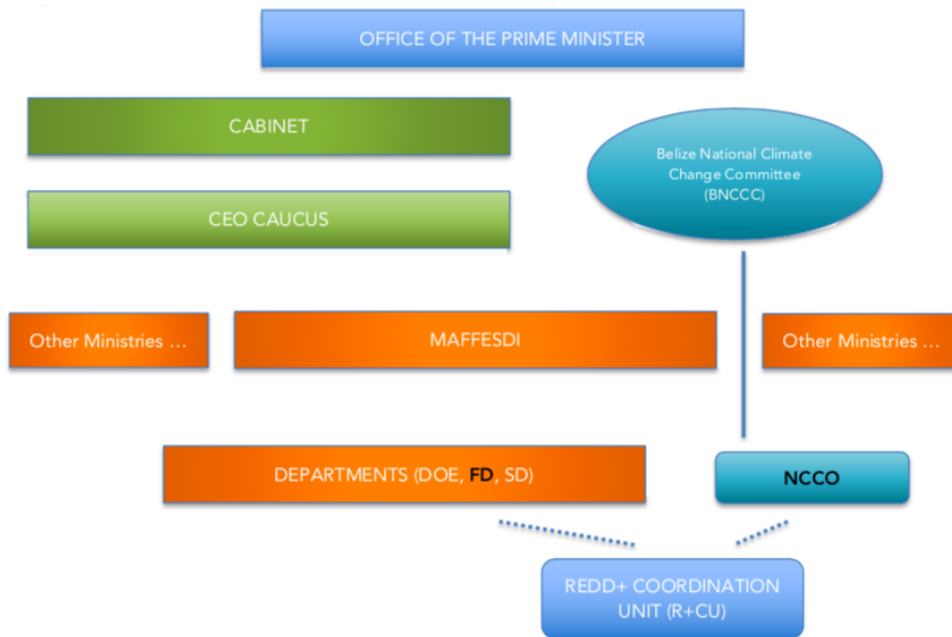 OFFICE OF THE PRIME MINISTER
CABINET
Belize National Climate
Change Committee
(BNCCC)
CEO CAUCUS
Other Ministries ...
MAFFESDI
Other Ministries ...
DEPARTMENTS (DOE, FD, SD)
NCCO
REDD+ COORDINATION
UNIT (R+CU)